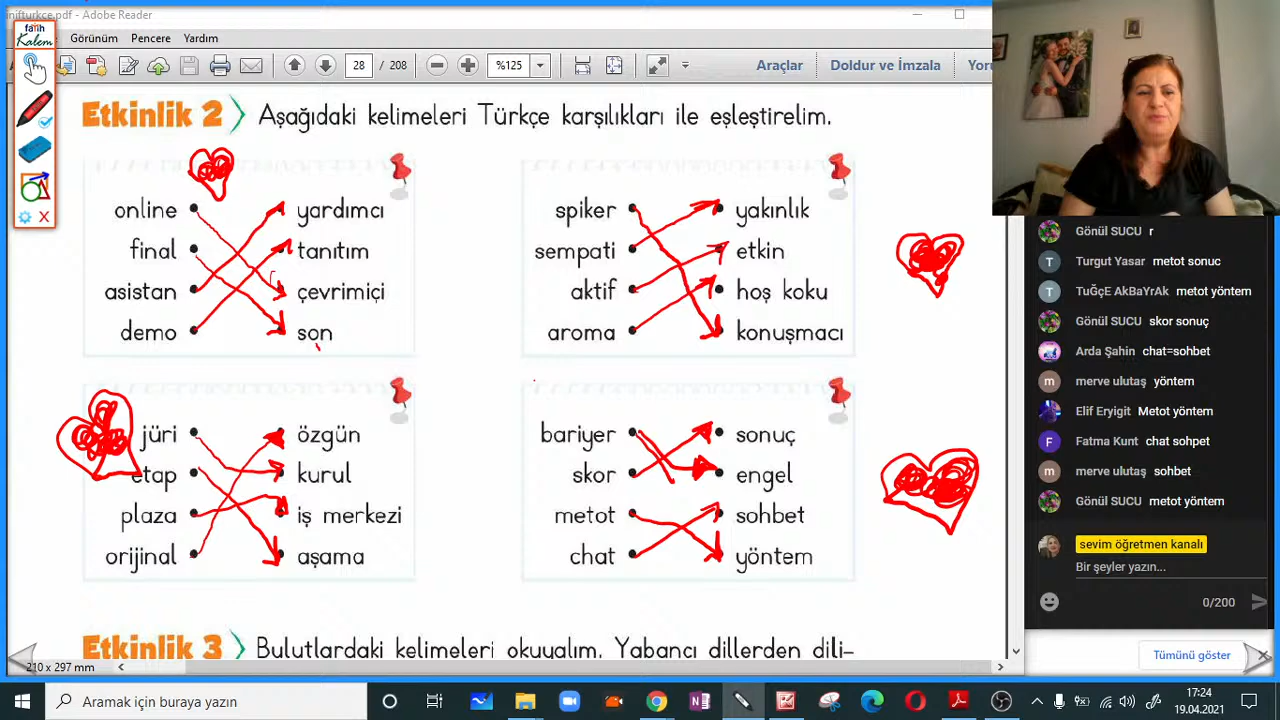 inifturkce.pdf - Adobe Reader
fatih
Kalem
Görünüm Pencere Yardım
28 / 208
%125
Araçlar
Doldur ve İmzala
Etkinlik 2 Aşağıdaki kelimeleri Türkçe karşılıkları ile eşleştirelim.
online yardımcı
final tanıtım
asistan çevrimiçi
demo son
spiker yakınlık
sempati etkin
aktif hoş koku
aroma konuşmacı
jüri özgün
etap kurul
plaza iş merkezi
orijinal aşama
bariyer sonuç
skor engel
metot sohbet
chat yöntem
Etkinlik 3 Bulutlardaki kelimeleri okuyalım. Yabancı dillerden dili-
210 x 297 mm
Gönül SUCU r
T Turgut Yasar metot sonuc
T TuĞçE AkBaYrAk metot yöntem
Gönül SUCU skor sonuç
Arda Şahin chat=sohbet
m merve ulutaş yöntem
Elif Eryigit Metot yöntem
F Fatma Kunt chat sohpet
m merve ulutaş sohbet
Gönül SUCU metot yöntem
sevim öğretmen kanalı
Bir şeyler yazın...
0/200
Tümünü göster
Aramak için buraya yazın
17:24
19.04.2021